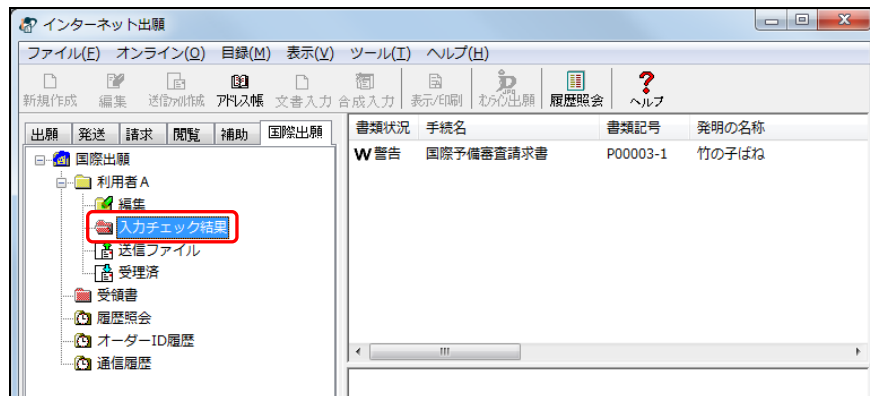 インターネット出願
ファイル(F) オンライン(O) 目録(M) 表示(V) ツール(T) ヘルプ(H)
新規作成 編集 送信ファイル作成 アドレス帳 文書入力 合成入力 表示/印刷 オンライン出願 履歴照会 ヘルプ
出願 発送 請求 閲覧 補助 国際出願
書類状況 手続名 書類記号 発明の名称
W警告 国際予備審査請求書 P00003-1 竹の子ばね
国際出願
利用者A
編集
入力チェック結果
送信ファイル
受理済
受領書
履歴照会
オーダーID履歴
通信履歴